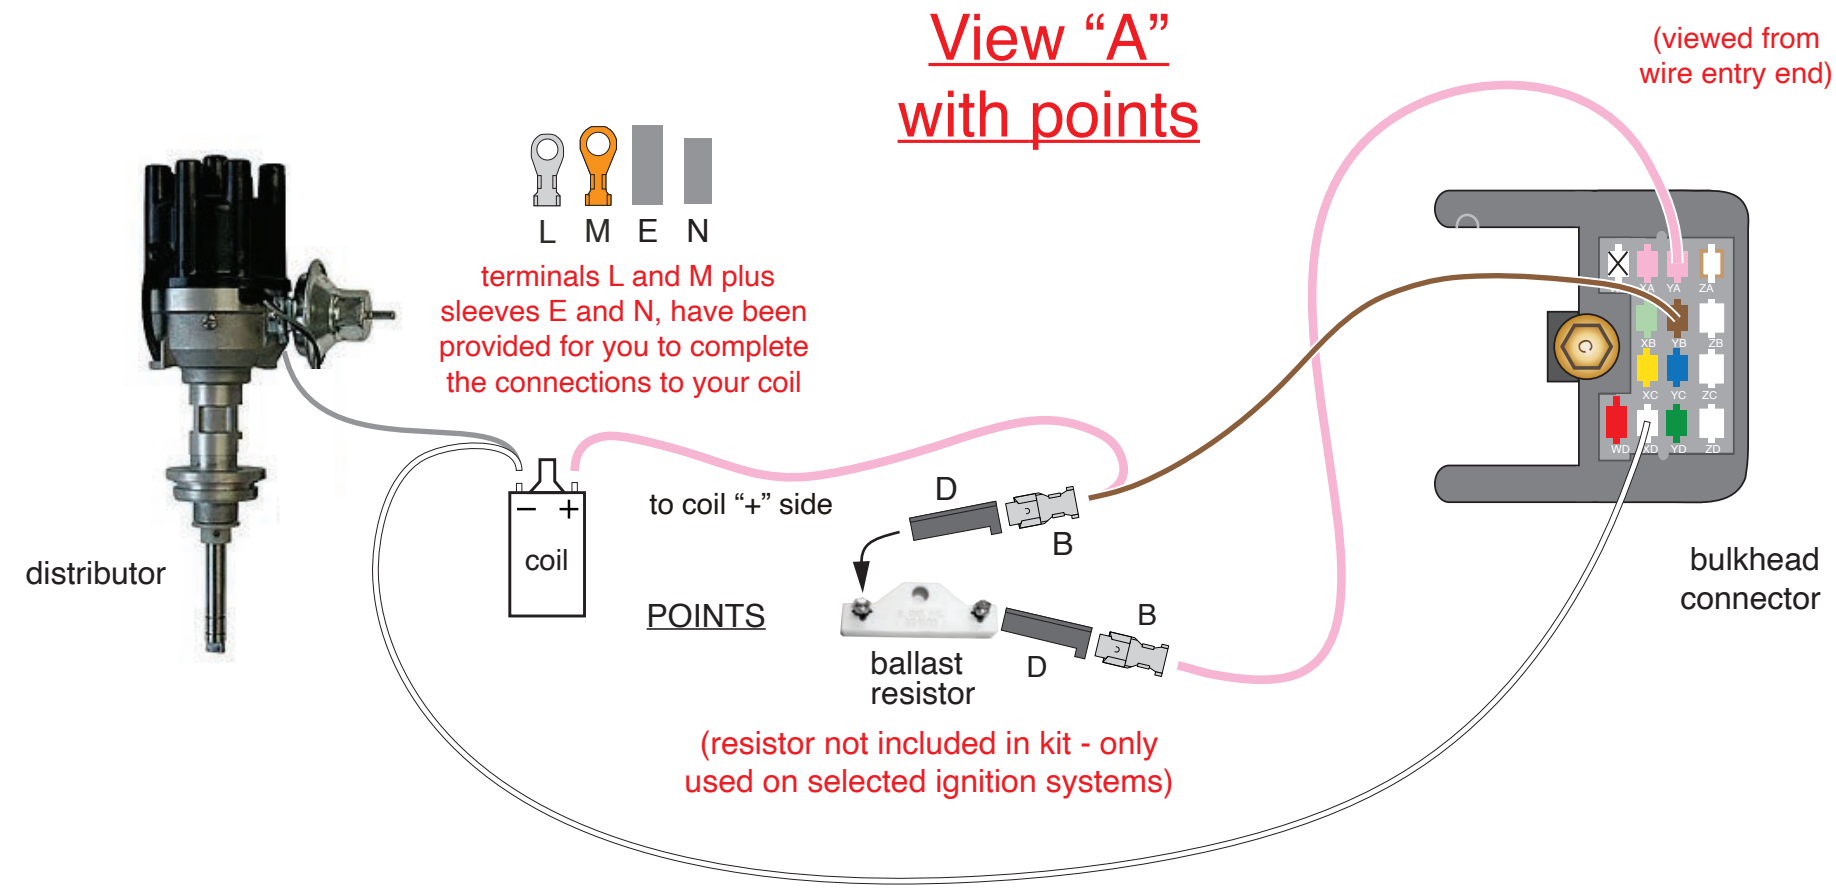 View “A”
with points
(viewed from
wire entry end)
L M E N
terminals L and M plus
sleeves E and N, have been
provided for you to complete
the connections to your coil
XA YA ZA
XB YB ZB
XC YC ZC
WD XD YD ZD
C
distributor
− +
coil
to coil “+” side
D
B
POINTS
B
D
ballast
resistor
(resistor not included in kit - only
used on selected ignition systems)
bulkhead
connector